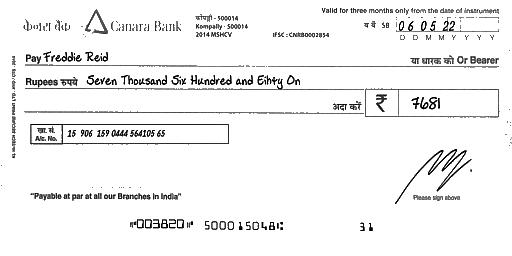 Valid for three months only from the date of instrument
केनरा बैंक Canara Bank
कोंपल्ली - 500014
Kompally - 500014
2014 MSHCV
IFSC : CNRB0002854
SB 06 05 22
D D M M Y Y Y Y
Pay Freddie Reid
या धारक को Or Bearer
Rupees रुपये Seven Thousand Six Hundred and Eihty On
अदा करें ₹ 7681
खा. सं.
A/c. No.
15 906 159 0444 564105 65
"Payable at par at all our Branches in India"
Please sign above
⑈003820⑈ 500015048⑆ 31